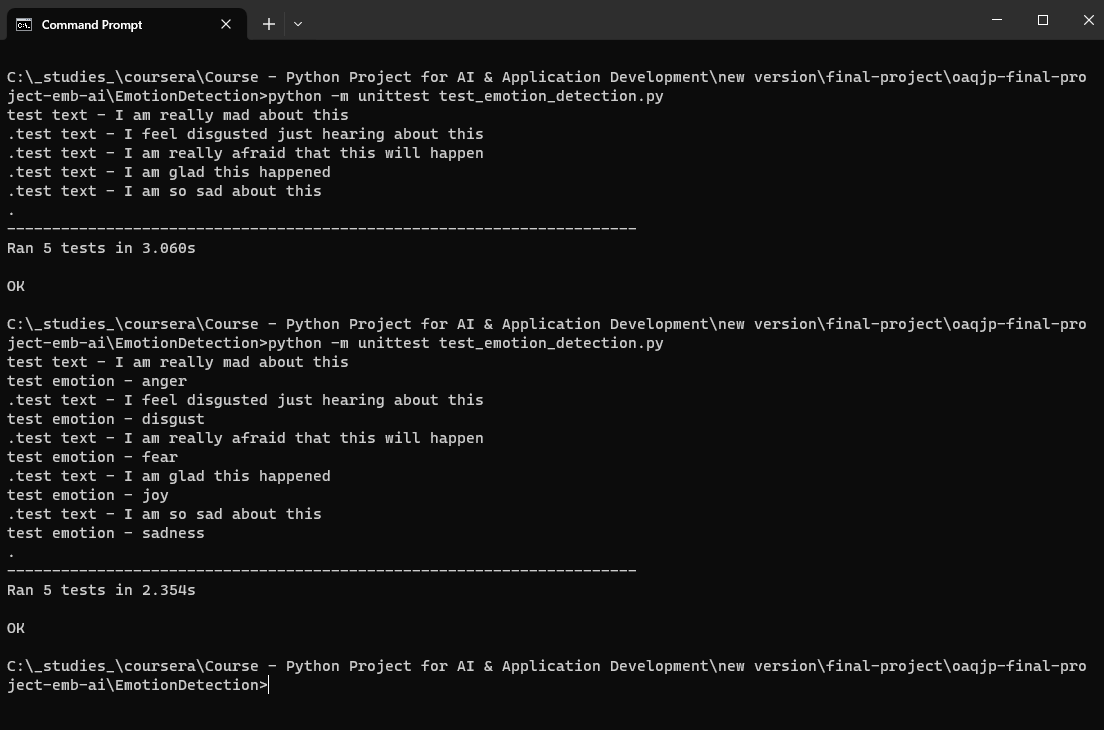 Command Prompt
C:\_studies_\coursera\Course - Python Project for AI & Application Development\new version\final-project\oaqjp-final-pro
ject-emb-ai\EmotionDetection>python -m unittest test_emotion_detection.py
test text - I am really mad about this
.test text - I feel disgusted just hearing about this
.test text - I am really afraid that this will happen
.test text - I am glad this happened
.test text - I am so sad about this
.
----------------------------------------------------------------------
Ran 5 tests in 3.060s
OK
C:\_studies_\coursera\Course - Python Project for AI & Application Development\new version\final-project\oaqjp-final-pro
ject-emb-ai\EmotionDetection>python -m unittest test_emotion_detection.py
test text - I am really mad about this
test emotion - anger
.test text - I feel disgusted just hearing about this
test emotion - disgust
.test text - I am really afraid that this will happen
test emotion - fear
.test text - I am glad this happened
test emotion - joy
.test text - I am so sad about this
test emotion - sadness
.
----------------------------------------------------------------------
Ran 5 tests in 2.354s
OK
C:\_studies_\coursera\Course - Python Project for AI & Application Development\new version\final-project\oaqjp-final-pro
ject-emb-ai\EmotionDetection>